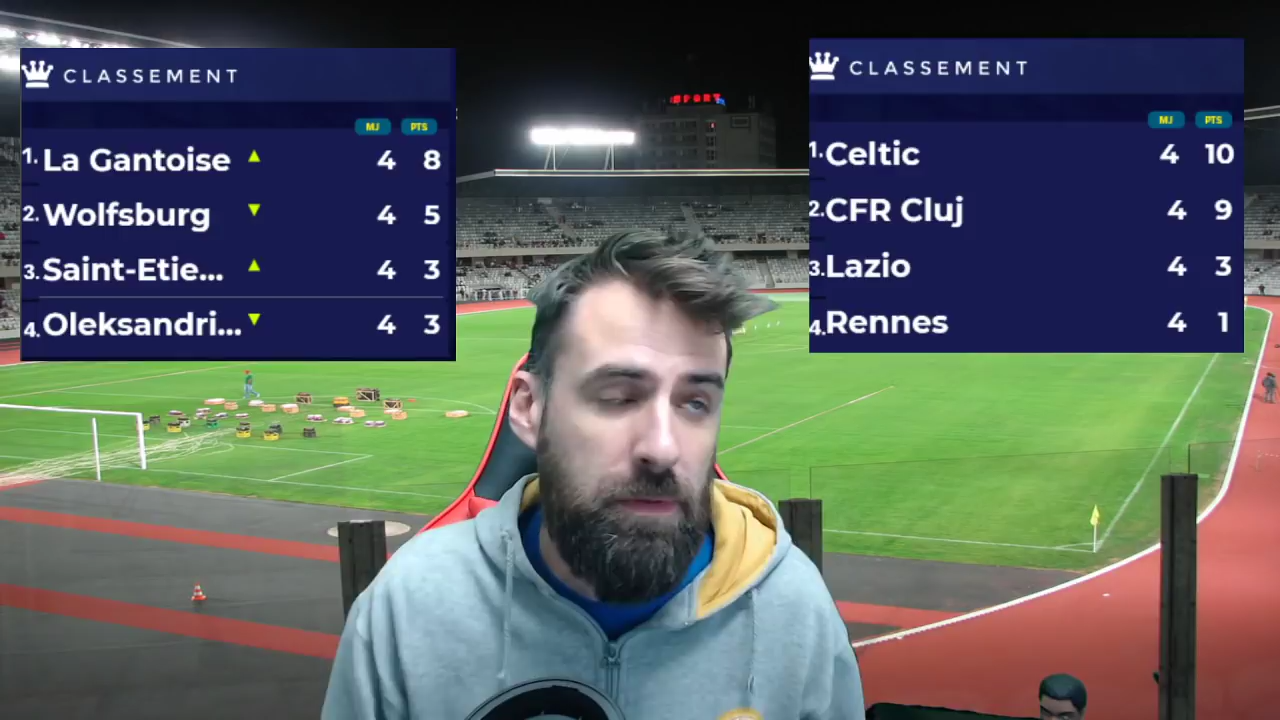 CLASSEMENT
MJ PTS
1. La Gantoise 4 8
2. Wolfsburg 4 5
3. Saint-Etie... 4 3
4. Oleksandri... 4 3
SPORT
CLASSEMENT
MJ PTS
1. Celtic 4 10
2. CFR Cluj 4 9
3. Lazio 4 3
4. Rennes 4 1